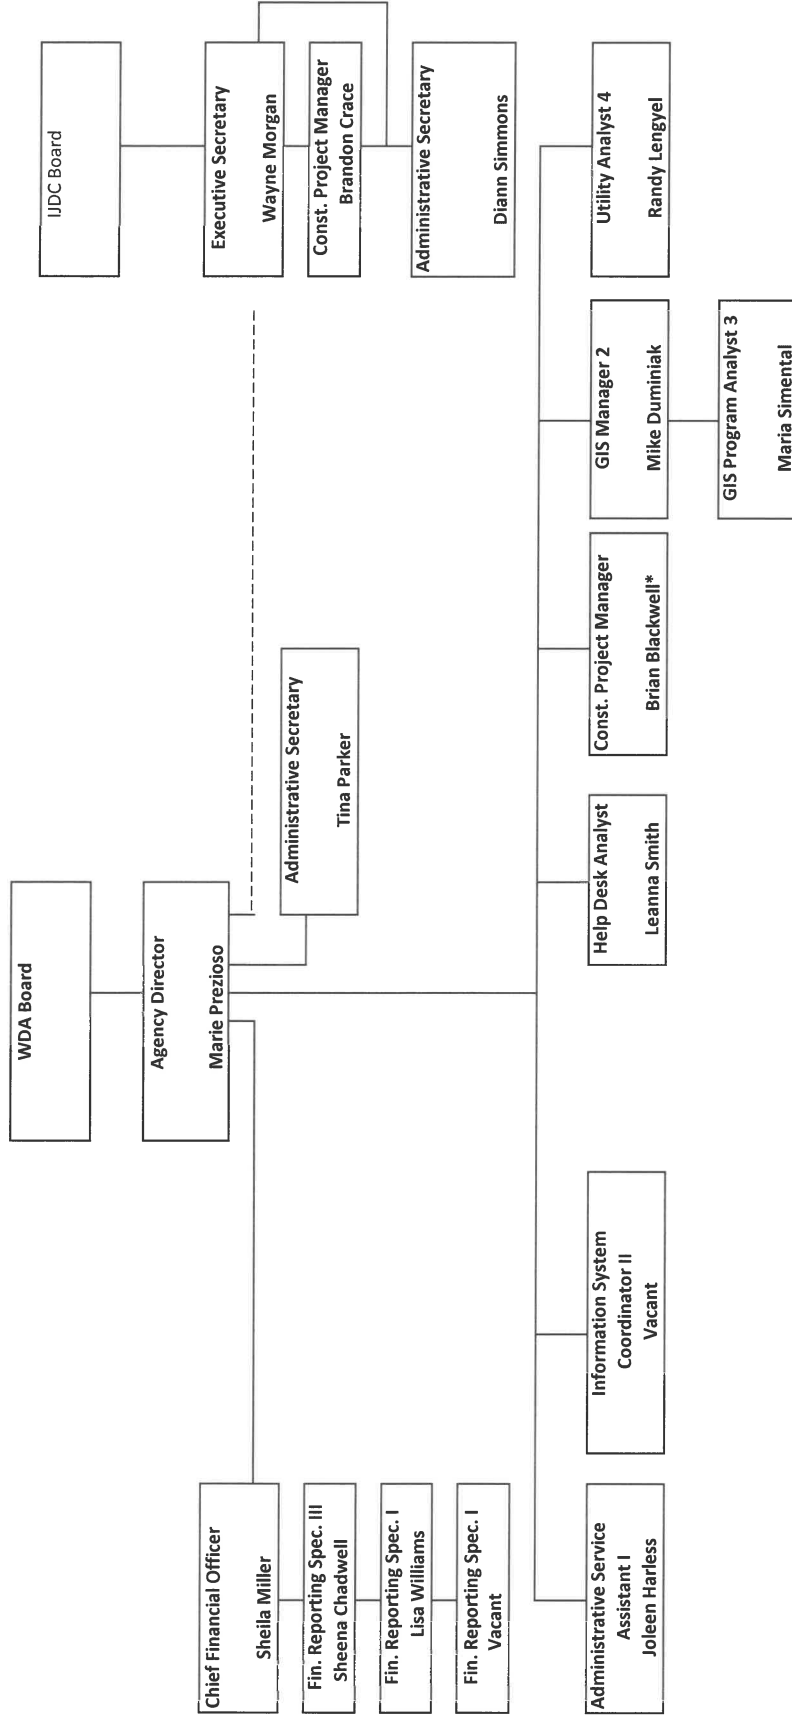 WDA Board
Agency Director
Marie Prezioso
IJDC Board
Executive Secretary
Wayne Morgan
Const. Project Manager
Brandon Crace
Administrative Secretary
Diann Simmons
Administrative Secretary
Tina Parker
Chief Financial Officer
Sheila Miller
Fin. Reporting Spec. III
Sheena Chadwell
Fin. Reporting Spec. I
Lisa Williams
Fin. Reporting Spec. I
Vacant
Administrative Service
Assistant I
Joleen Harless
Information System
Coordinator II
Vacant
Help Desk Analyst
Leanna Smith
Const. Project Manager
Brian Blackwell*
GIS Manager 2
Mike Duminiak
Utility Analyst 4
Randy Lengyel
GIS Program Analyst 3
Maria Simental